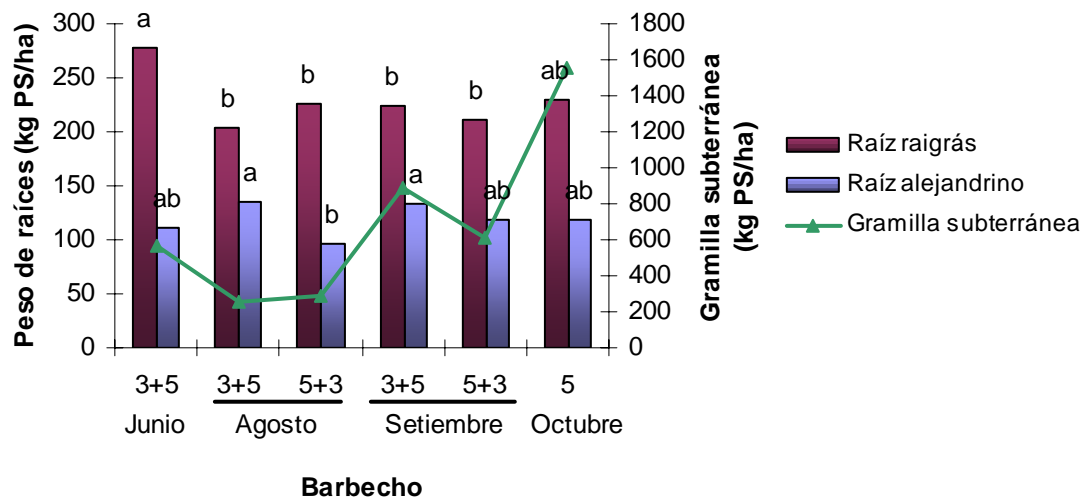 Peso de raíces (kg PS/ha)
300
250
200
150
100
50
0
a
ab
b
a
b
b
b
a
b
ab
ab
ab
1800
1600
1400
1200
1000
800
600
400
200
0
Gramilla subterránea
(kg PS/ha)
Raíz raigrás
Raíz alejandrino
Gramilla subterránea
3+5 3+5 5+3 3+5 5+3 5
Junio Agosto Setiembre Octubre
Barbecho